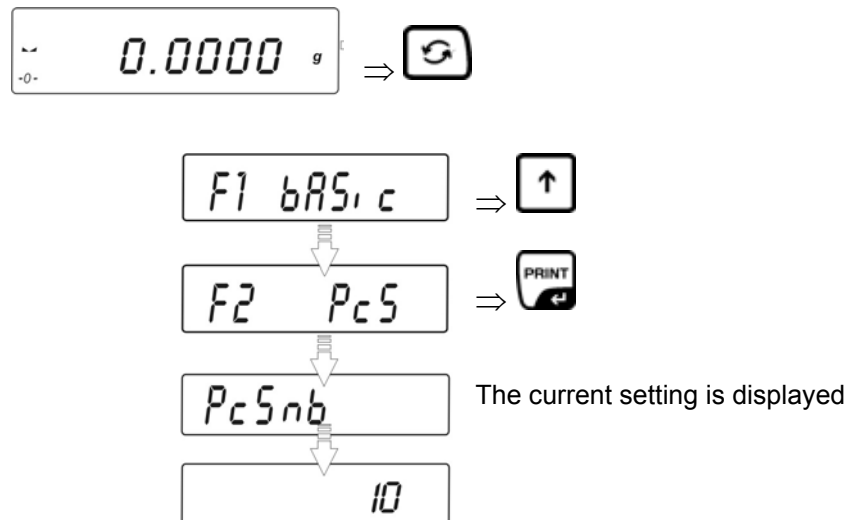 0.0000 g
-0-
F1 bASic
F2 PcS
PRINT
PcSnb
The current setting is displayed
10